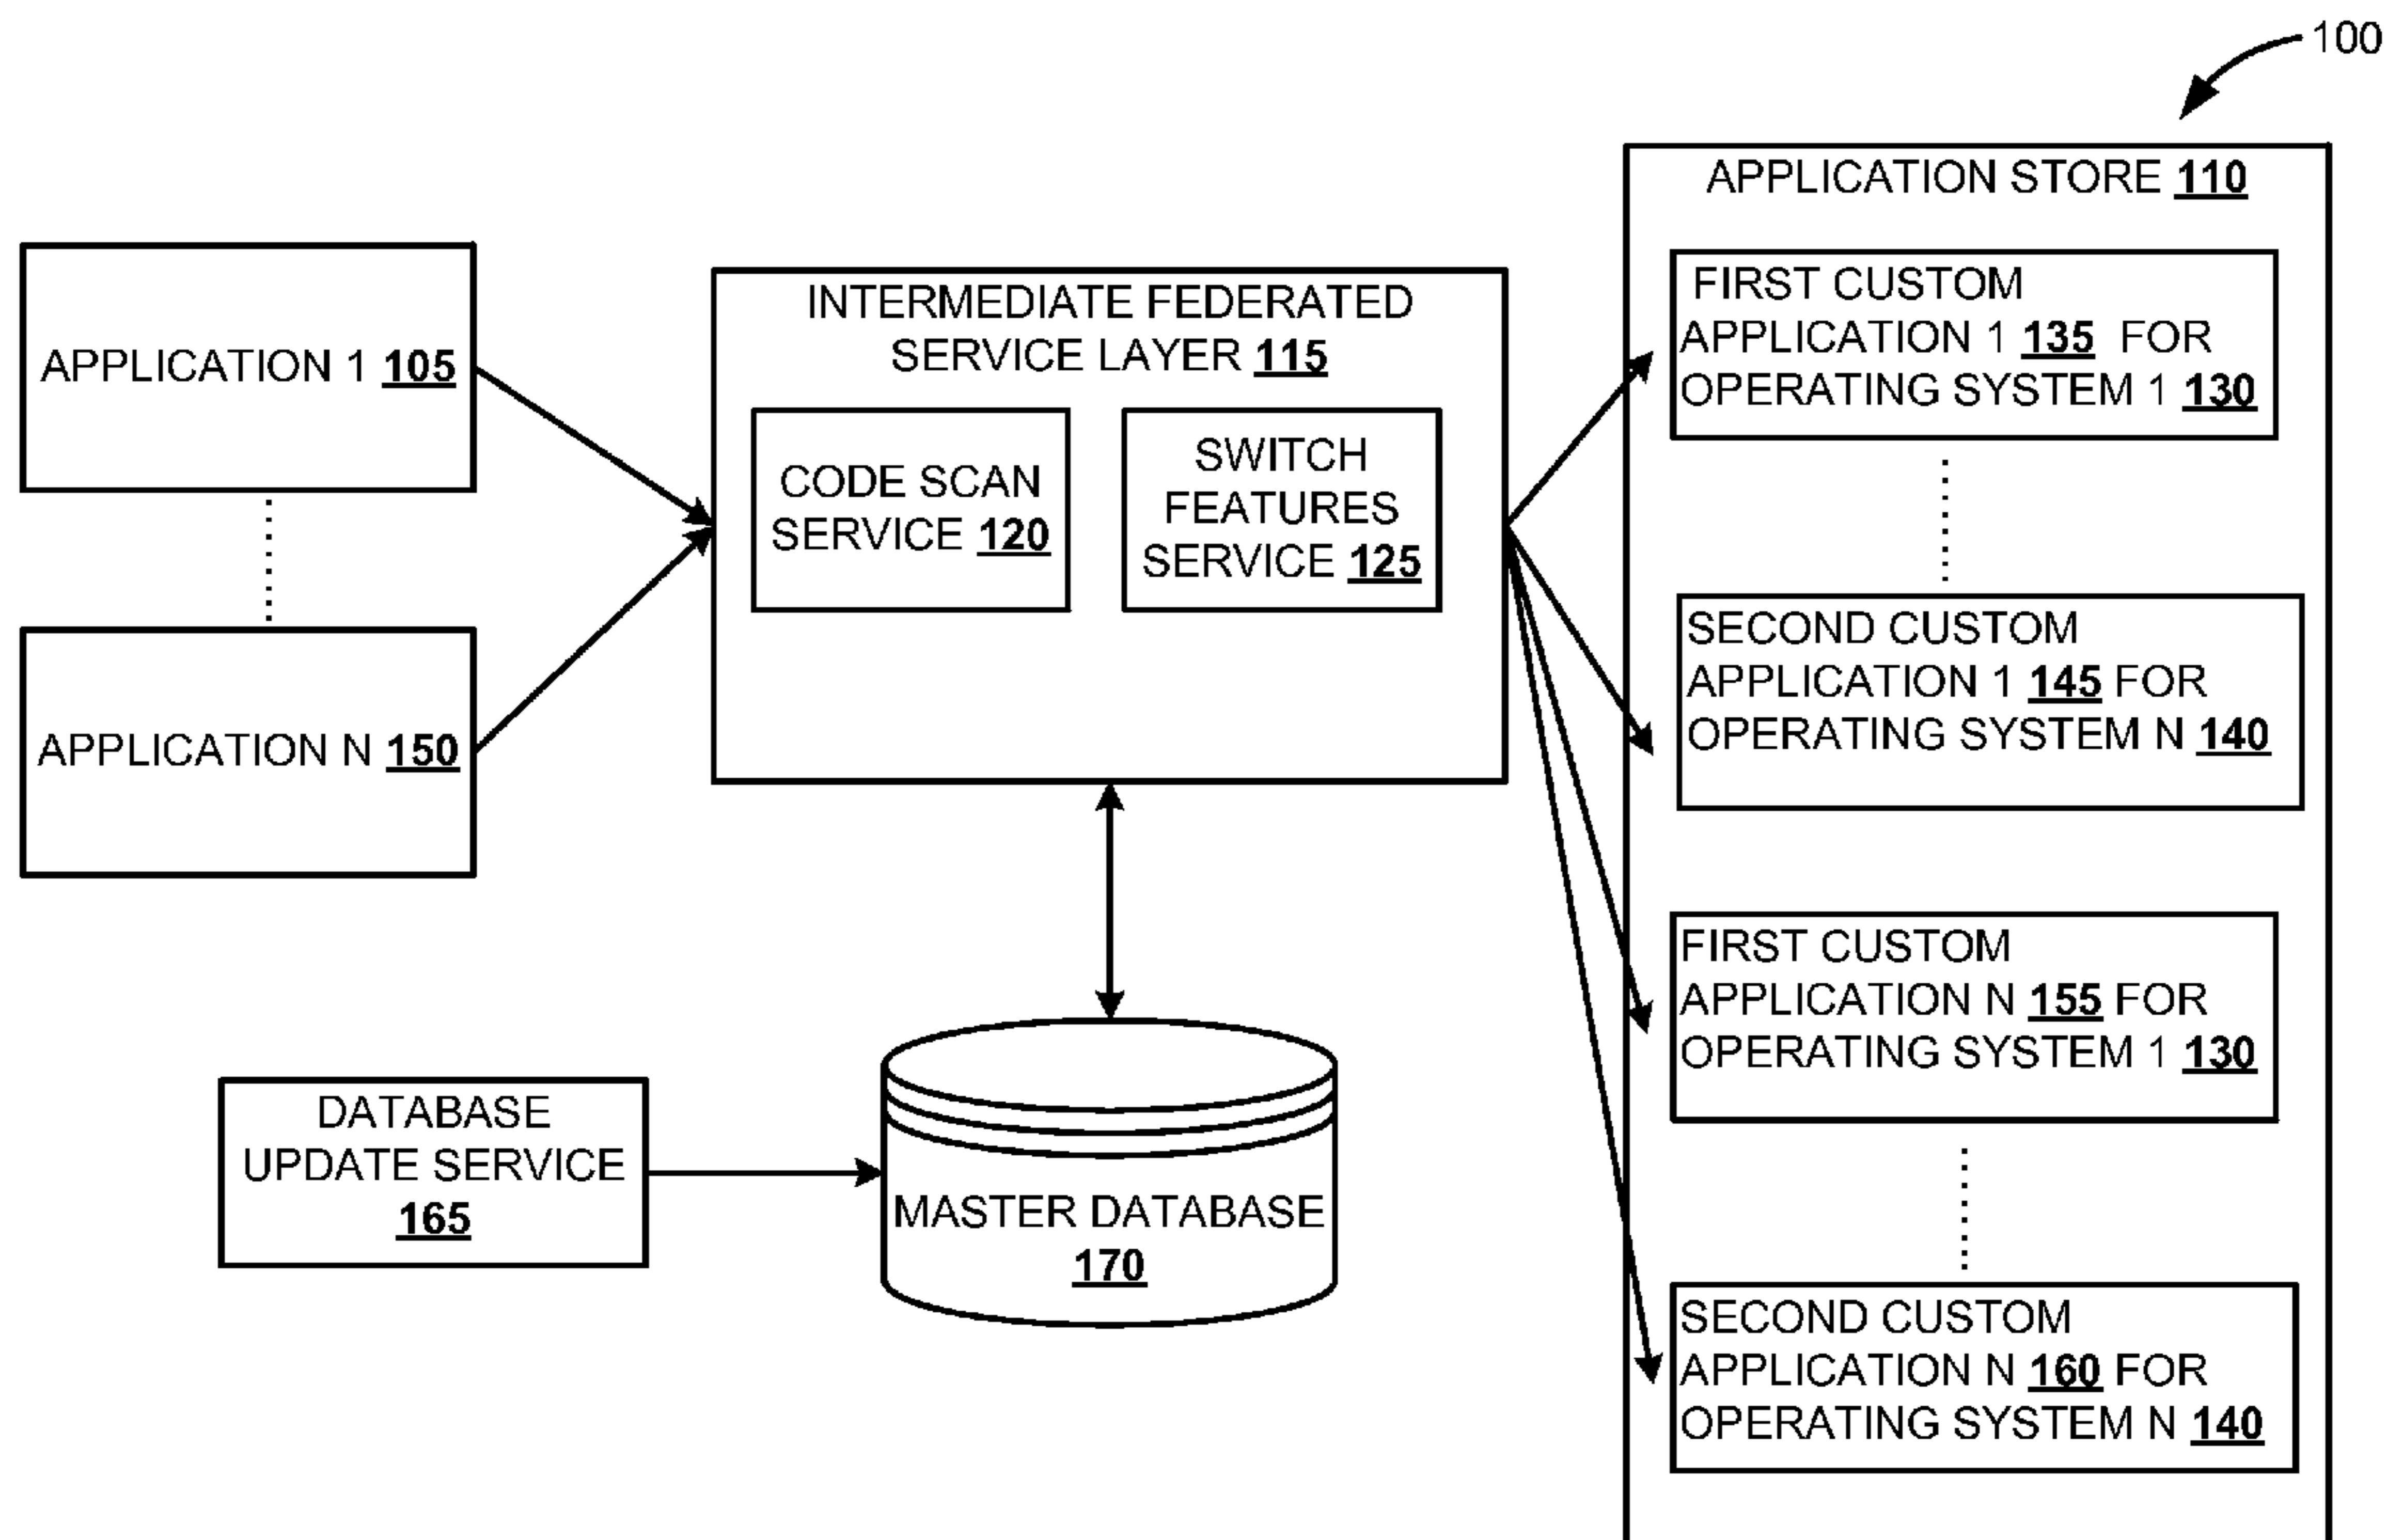 100
APPLICATION 1 105
APPLICATION N 150
INTERMEDIATE FEDERATED
SERVICE LAYER 115
CODE SCAN
SERVICE 120
SWITCH
FEATURES
SERVICE 125
DATABASE
UPDATE SERVICE
165
MASTER DATABASE
170
APPLICATION STORE 110
FIRST CUSTOM
APPLICATION 1 135 FOR
OPERATING SYSTEM 1 130
SECOND CUSTOM
APPLICATION 1 145 FOR
OPERATING SYSTEM N 140
FIRST CUSTOM
APPLICATION N 155 FOR
OPERATING SYSTEM 1 130
SECOND CUSTOM
APPLICATION N 160 FOR
OPERATING SYSTEM N 140